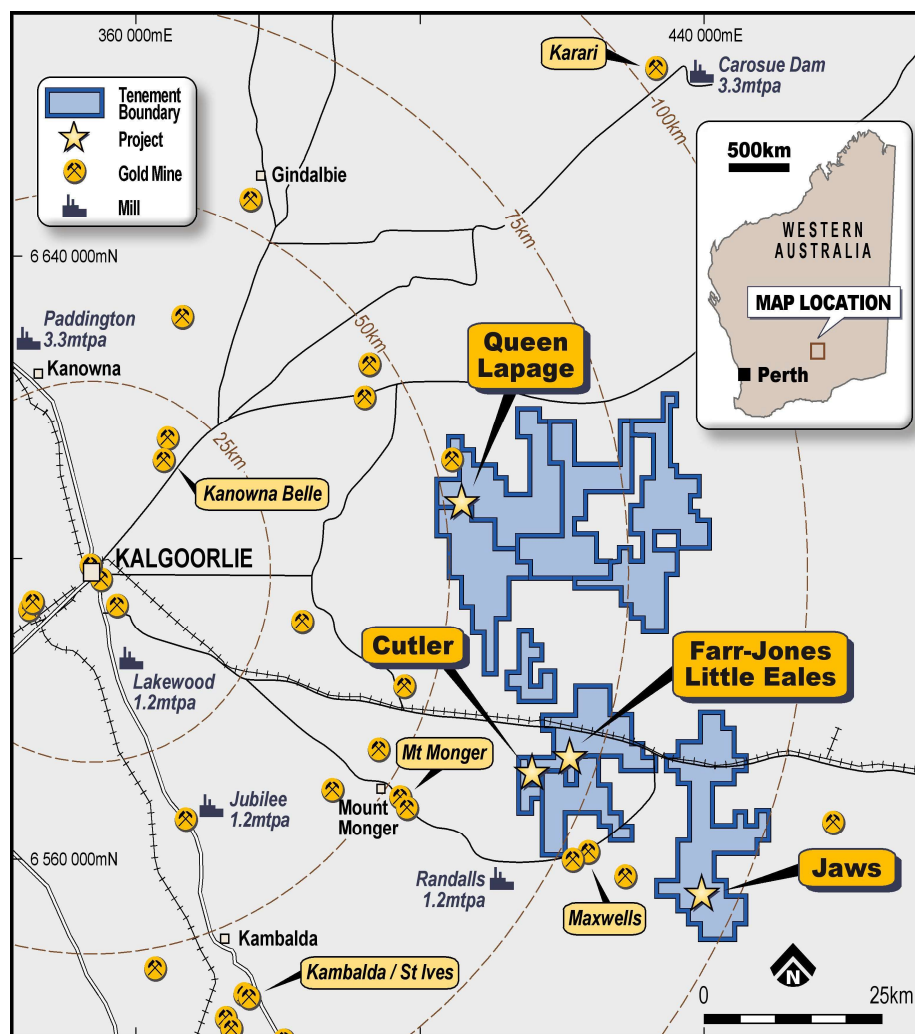 360 000mE
440 000mE
Karari
Carosue Dam
3.3mtpa
Tenement
Boundary
Project
Gold Mine
Mill
100km
500km
WESTERN
AUSTRALIA
MAP LOCATION
Perth
Gindalbie
75km
6 640 000mN
Paddington
3.3mtpa
Kanowna
50km
Queen
Lapage
25km
Kanowna Belle
KALGOORLIE
Cutler
Farr-Jones
Little Eales
Lakewood
1.2mtpa
Mt Monger
Jubilee
1.2mtpa
Mount
Monger
6 560 000mN
Randalls
1.2mtpa
Jaws
Maxwells
Kambalda
Kambalda / St Ives
N
0
25km